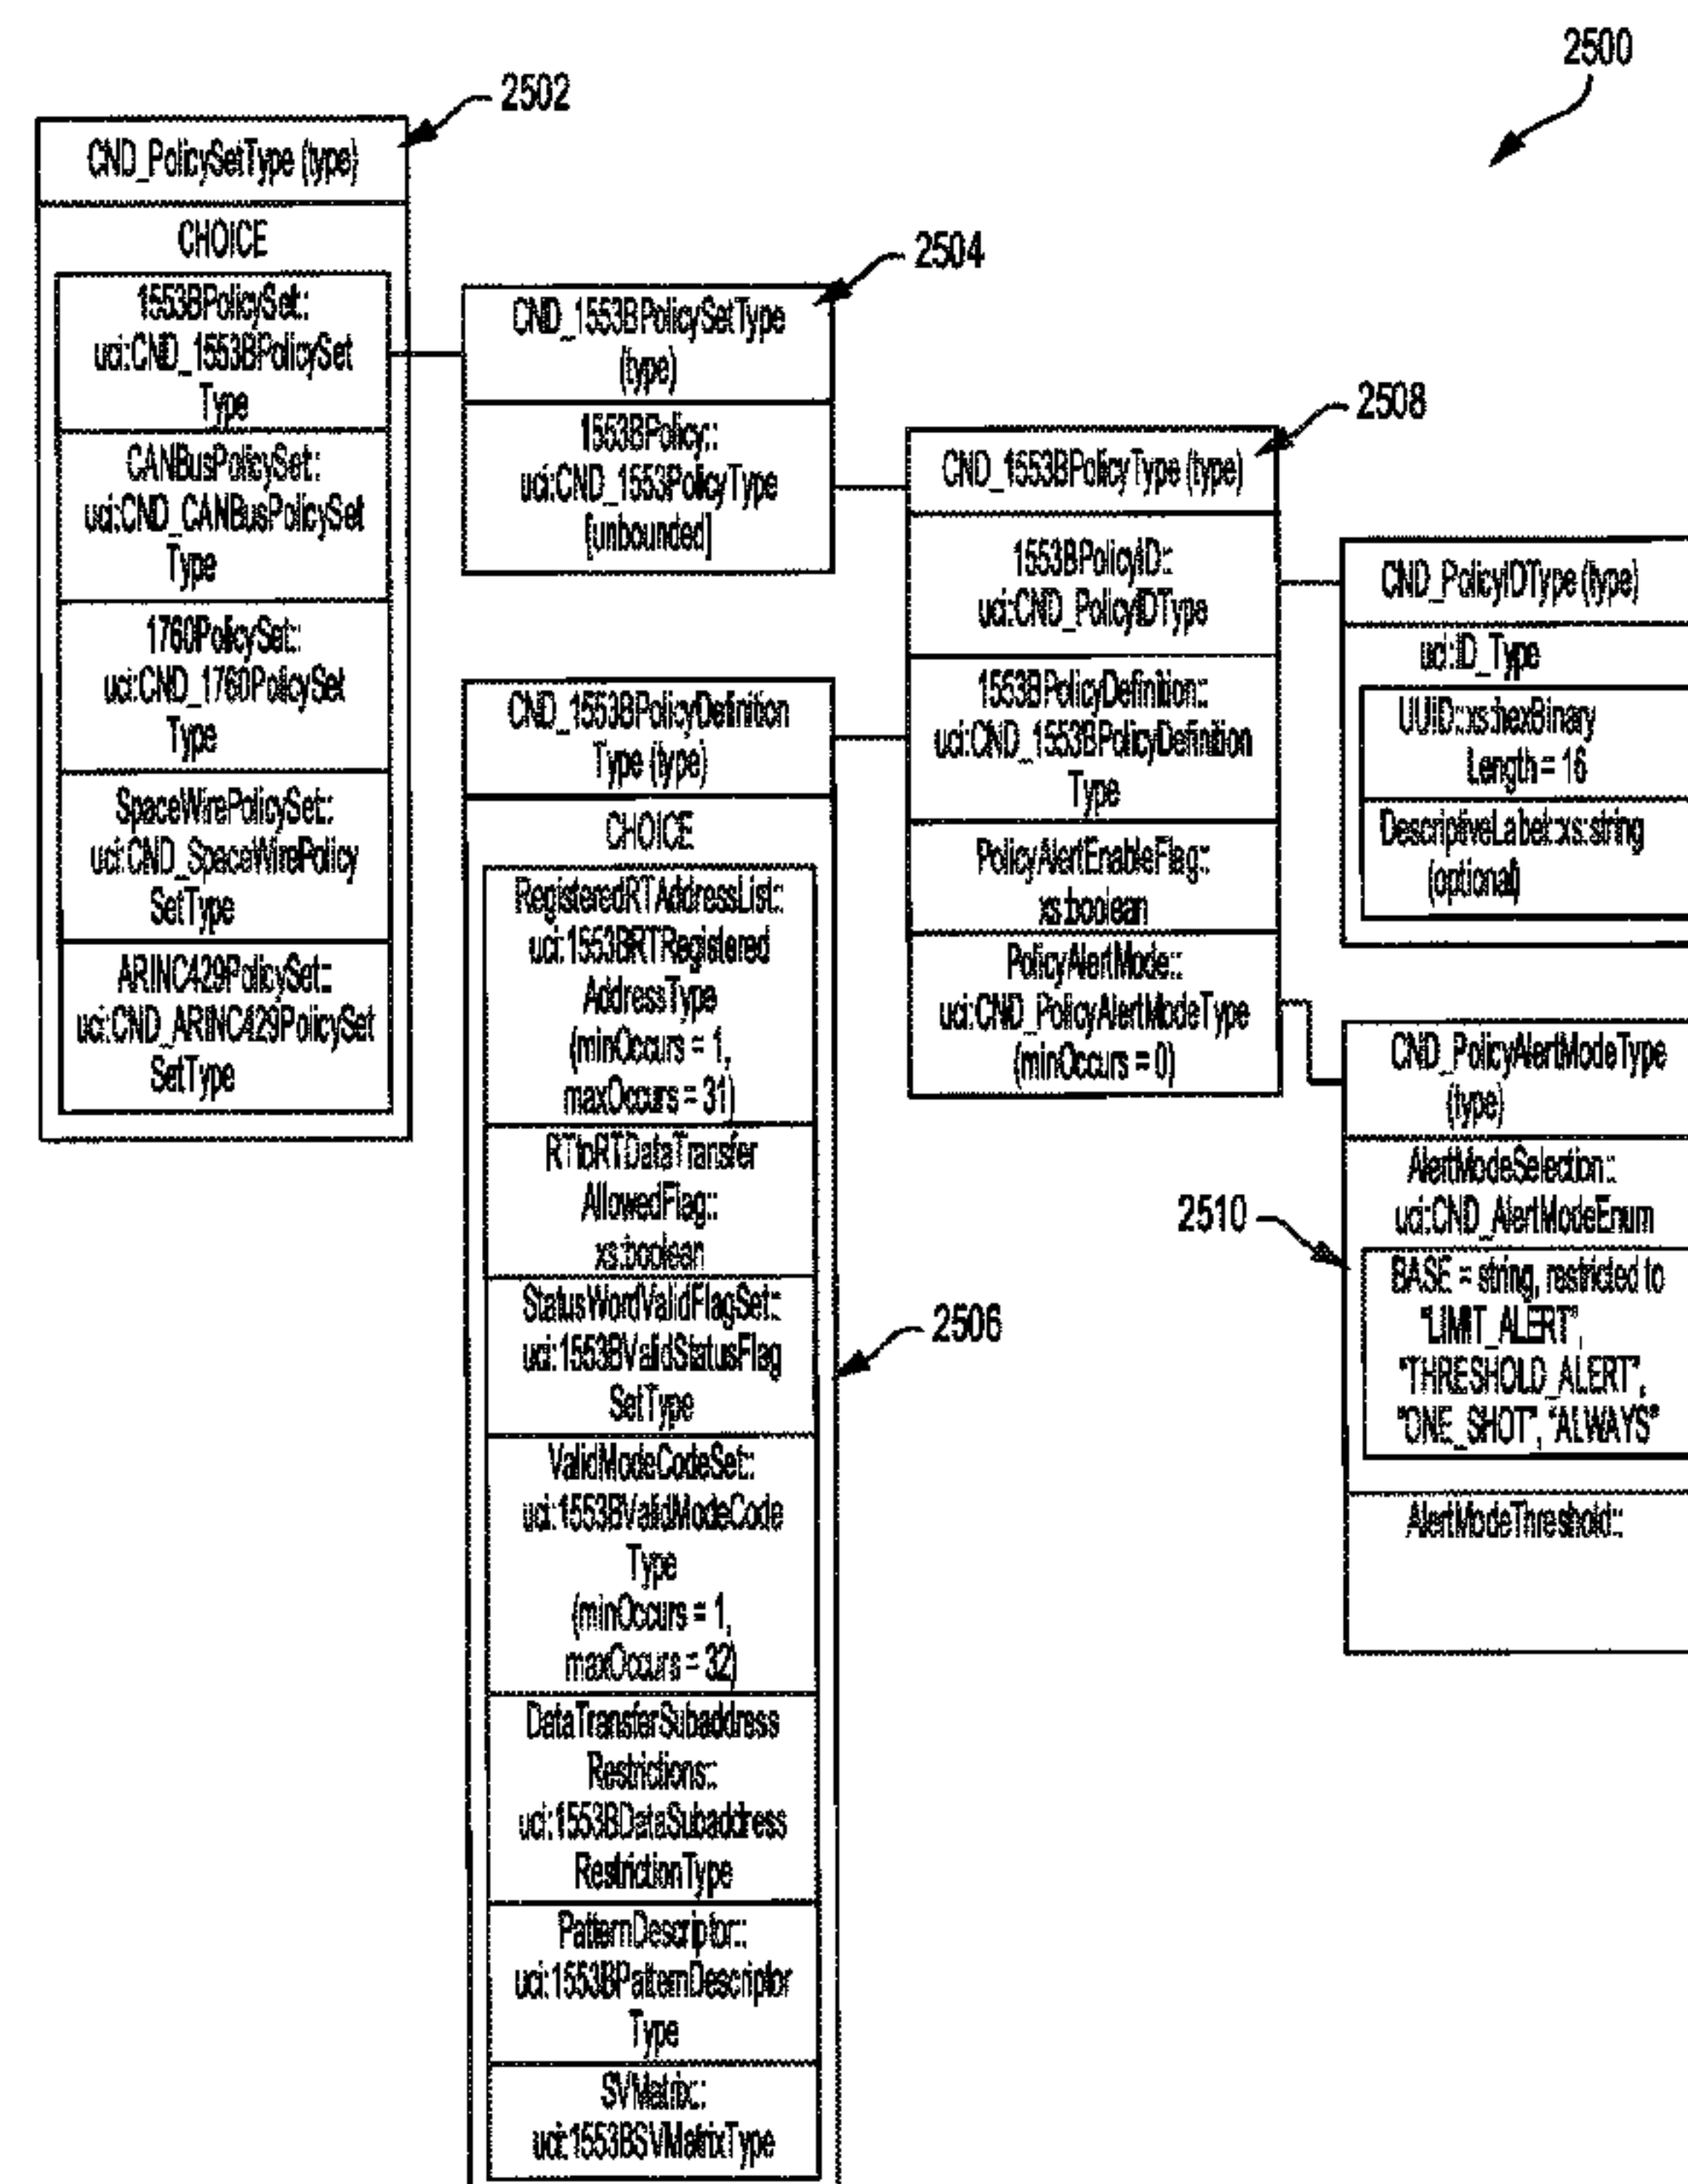 2500
2502
CND_PolicySetType (type)
CHOICE
1553BPolicySet::
uci:CND_1553BPolicySet
Type
CANBusPolicySet::
uci:CND_CANBusPolicySet
Type
1760PolicySet::
uci:CND_1760PolicySet
Type
SpaceWirePolicySet::
uci:CND_SpaceWirePolicy
SetType
ARINC429PolicySet::
uci:CND_ARINC429PolicySet
SetType
2504
CND_1553BPolicySetType
(type)
1553BPolicy::
uci:CND_1553PolicyType
[unbounded]
CND_1553BPolicyDefinition
Type (type)
CHOICE
RegisteredRTAddressList::
uci:1553BRTRegistered
AddressType
(minOccurs = 1,
maxOccurs = 31)
RTtoRTDataTransfer
AllowedFlag::
xs:boolean
StatusWordValidFlagSet::
uci:1553BValidStatusFlag
SetType
ValidModeCodeSet::
uci:1553BValidModeCode
Type
(minOccurs = 1,
maxOccurs = 32)
DataTransferSubaddress
Restrictions::
uci:1553BDataSubaddress
RestrictionType
PatternDescriptor::
uci:1553BPatternDescriptor
Type
SVMatrix::
uci:1553BSVMatrixType
2506
2508
CND_1553BPolicyType (type)
1553BPolicyID::
uci:CND_PolicyIDType
1553BPolicyDefinition::
uci:CND_1553BPolicyDefinition
Type
PolicyAlertEnableFlag::
xs:boolean
PolicyAlertMode::
uci:CND_PolicyAlertModeType
(minOccurs = 0)
CND_PolicyIDType (type)
uci:ID_Type
UUID::xs:hexBinary
Length = 16
DescriptiveLabel:xs:string
(optional)
CND_PolicyAlertModeType
(type)
AlertModeSelection::
uci:CND_AlertModeEnum
2510
BASE = string, restricted to
"LIMIT_ALERT",
"THRESHOLD_ALERT",
"ONE_SHOT", "ALWAYS"
AlertModeThreshold::